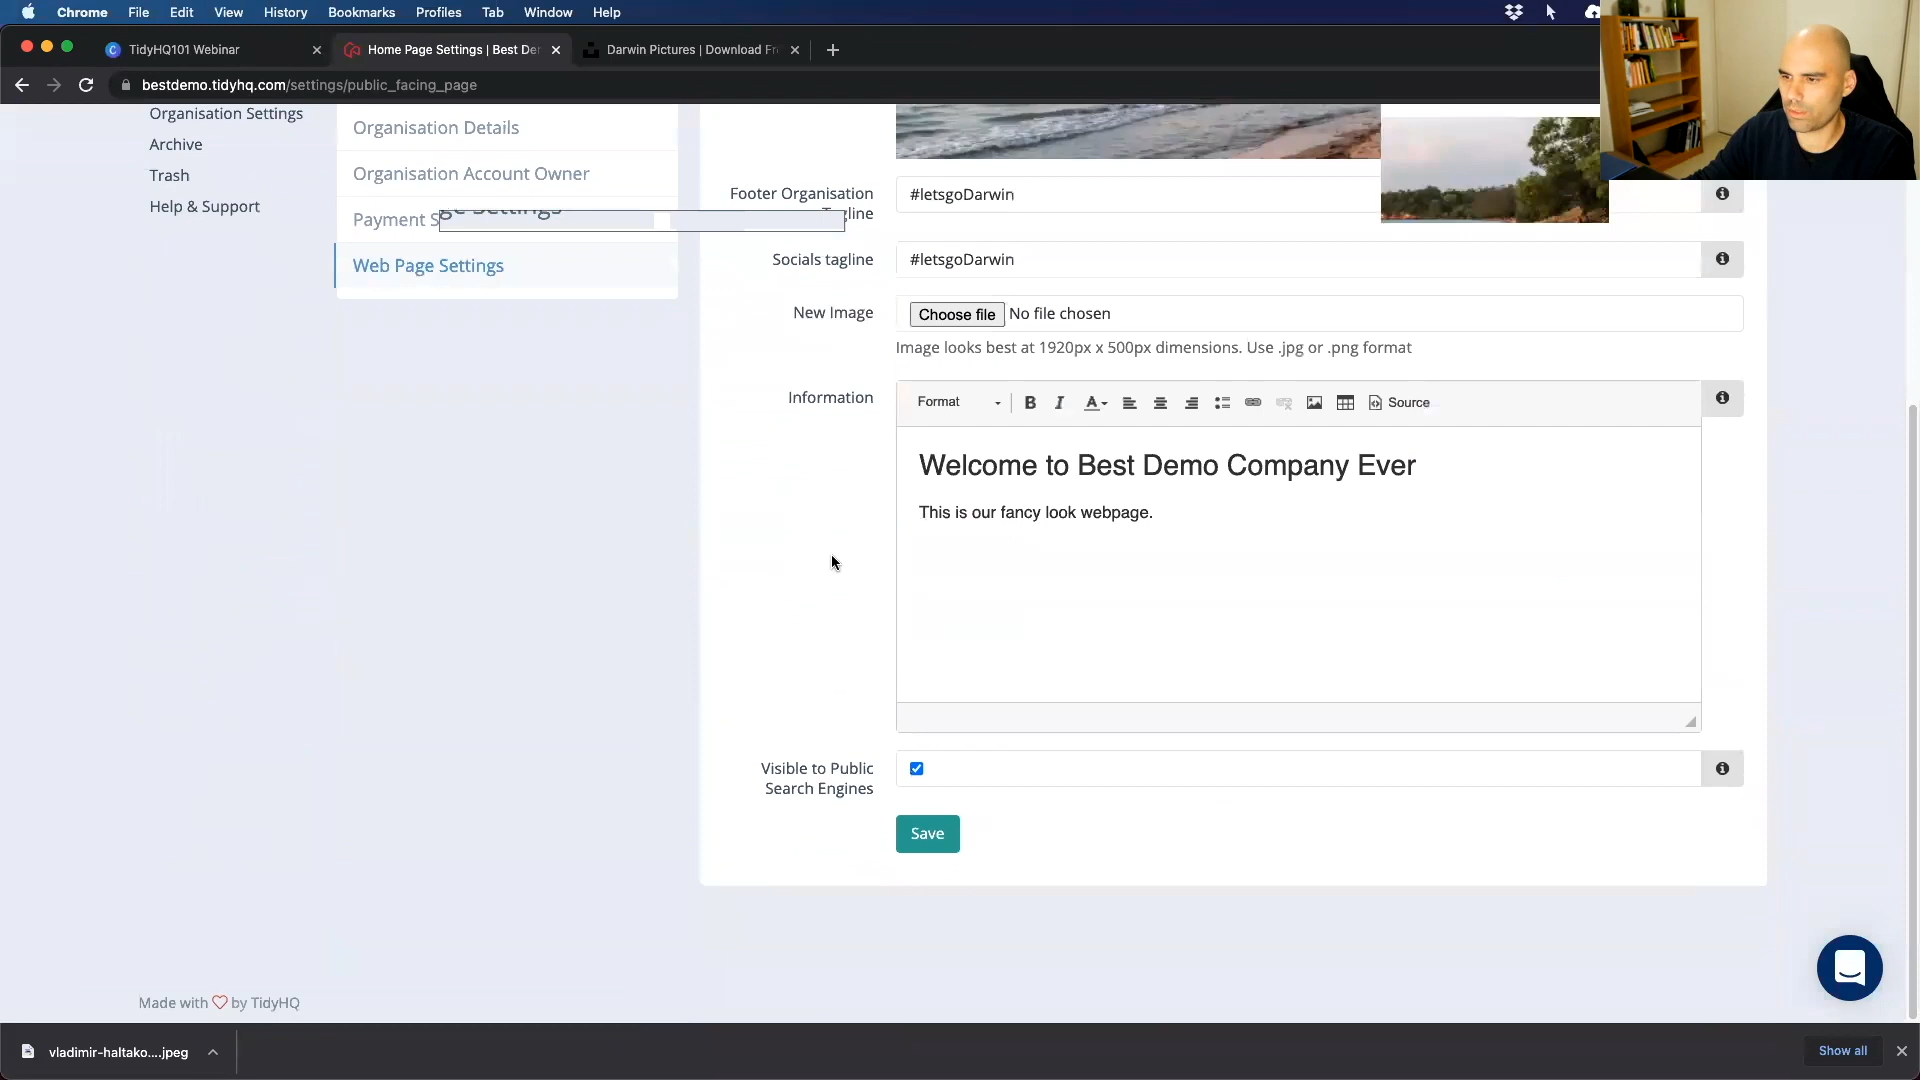 Chrome File Edit View History Bookmarks Profiles Tab Window Help
TidyHQ101 Webinar
Home Page Settings | Best De
Darwin Pictures | Download Fr
bestdemo.tidyhq.com/settings/public_facing_page
Organisation Settings
Archive
Trash
Help & Support
Organisation Details
Organisation Account Owner
Payment S
ge Settings
Web Page Settings
Footer Organisation
gline
#letsgoDarwin
Socials tagline
#letsgoDarwin
New Image
Choose file No file chosen
Image looks best at 1920px x 500px dimensions. Use .jpg or .png format
Information
Format
B I A Source
Welcome to Best Demo Company Ever
This is our fancy look webpage.
Visible to Public
Search Engines
Save
Made with by TidyHQ
vladimir-haltako....jpeg
Show all